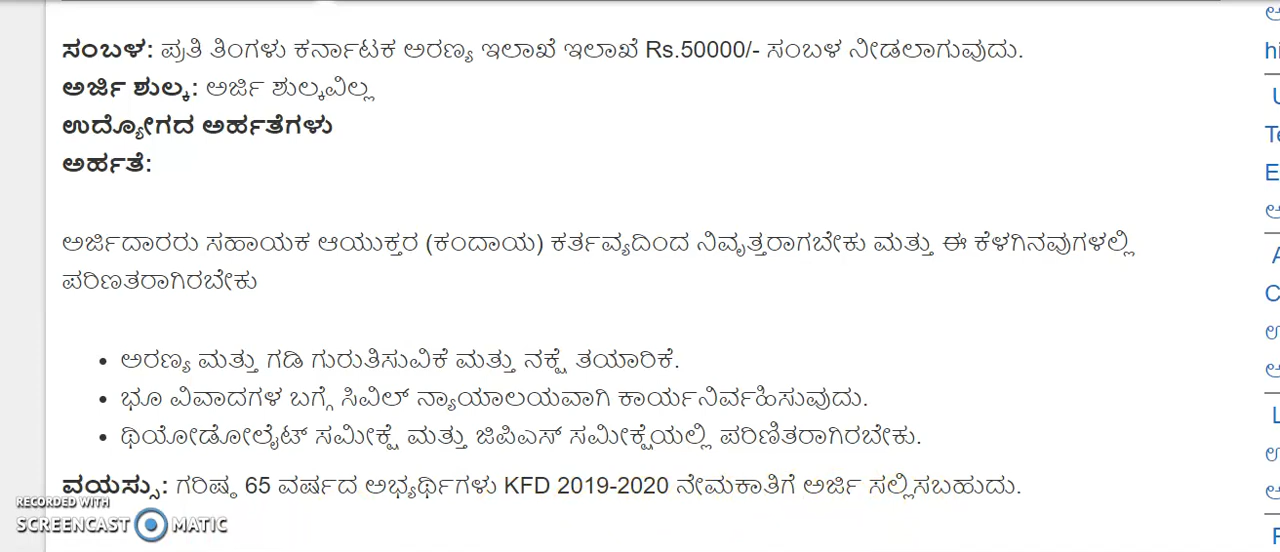 ಸಂಬಳ: ಪ್ರತಿ ತಿಂಗಳು ಕರ್ನಾಟಕ ಅರಣ್ಯ ಇಲಾಖೆ ಇಲಾಖೆ Rs.50000/- ಸಂಬಳ ನೀಡಲಾಗುವುದು.
ಅರ್ಜಿ ಶುಲ್ಕ: ಅರ್ಜಿ ಶುಲ್ಕವಿಲ್ಲ
ಉದ್ಯೋಗದ ಅರ್ಹತೆಗಳು
ಅರ್ಹತೆ:
ಅರ್ಜಿದಾರರು ಸಹಾಯಕ ಆಯುಕ್ತರ (ಕಂದಾಯ) ಕರ್ತವ್ಯದಿಂದ ನಿವೃತ್ತರಾಗಬೇಕು ಮತ್ತು ಈ ಕೆಳಗಿನವುಗಳಲ್ಲಿ
ಪರಿಣತರಾಗಿರಬೇಕು
• ಅರಣ್ಯ ಮತ್ತು ಗಡಿ ಗುರುತಿಸುವಿಕೆ ಮತ್ತು ನಕ್ಷೆ ತಯಾರಿಕೆ.
• ಭೂ ವಿವಾದಗಳ ಬಗ್ಗೆ ಸಿವಿಲ್ ನ್ಯಾಯಾಲಯವಾಗಿ ಕಾರ್ಯನಿರ್ವಹಿಸುವುದು.
• ಥಿಯೋಡೋಲೈಟ್ ಸಮೀಕ್ಷೆ ಮತ್ತು ಜಿಪಿಎಸ್ ಸಮೀಕ್ಷೆಯಲ್ಲಿ ಪರಿಣಿತರಾಗಿರಬೇಕು.
ವಯಸ್ಸು: ಗರಿಷ್ಠ 65 ವರ್ಷದ ಅಭ್ಯರ್ಥಿಗಳು KFD 2019-2020 ನೇಮಕಾತಿಗೆ ಅರ್ಜಿ ಸಲ್ಲಿಸಬಹುದು.
RECORDED WITH
SCREENCAST MATIC